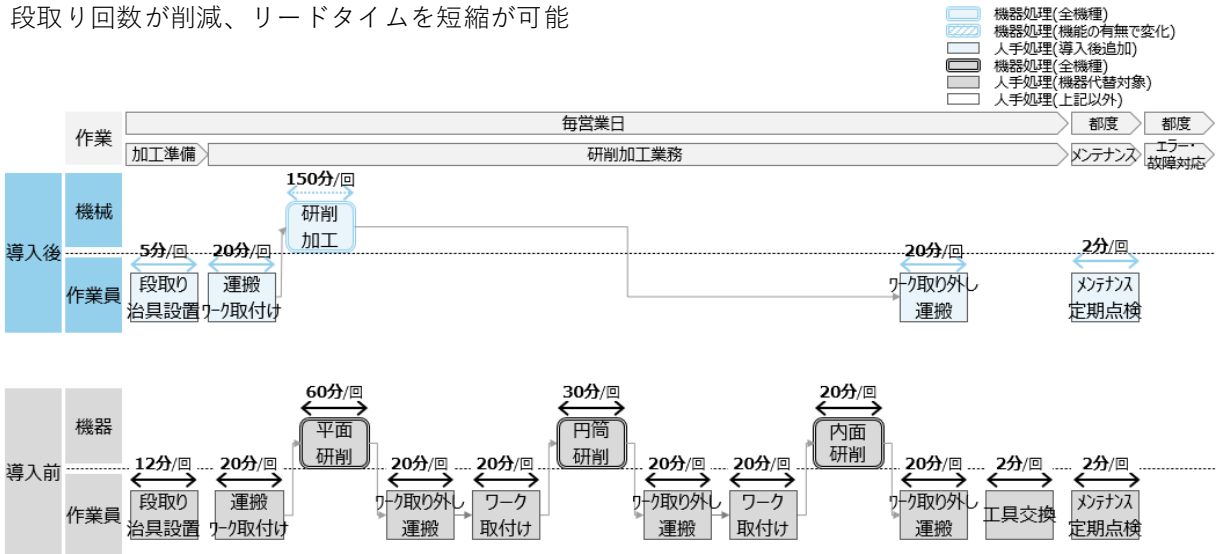 段取り回数が削減、リードタイムを短縮が可能
機器処理(全機種)
機器処理(機能の有無で変化)
人手処理(導入後追加)
機器処理(全機種)
人手処理(機器代替対象)
人手処理(上記以外)
作業
毎営業日
都度
都度
加工準備
研削加工業務
メンテナンス
エラー・
故障対応
導入後
機械
作業員
150分/回
研削
加工
5分/回
20分/回
20分/回
2分/回
段取り
治具設置
運搬
ワーク取付け
ワーク取り外し
運搬
メンテナンス
定期点検
導入前
機器
作業員
60分/回
30分/回
20分/回
平面
研削
円筒
研削
内面
研削
12分/回
20分/回
20分/回
20分/回
20分/回
20分/回
20分/回
2分/回
2分/回
段取り
治具設置
運搬
ワーク取付け
ワーク取り外し
運搬
ワーク
取付け
ワーク取り外し
運搬
ワーク
取付け
ワーク取り外し
運搬
工具交換
メンテナンス
定期点検